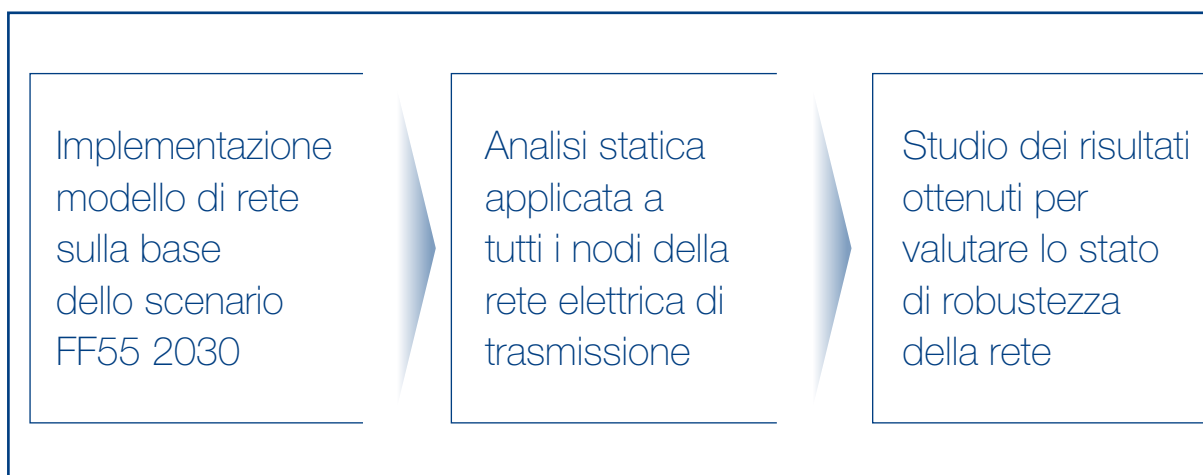 Implementazione
modello di rete
sulla base
dello scenario
FF55 2030
Analisi statica
applicata a
tutti i nodi della
rete elettrica di
trasmissione
Studio dei risultati
ottenuti per
valutare lo stato
di robustezza
della rete